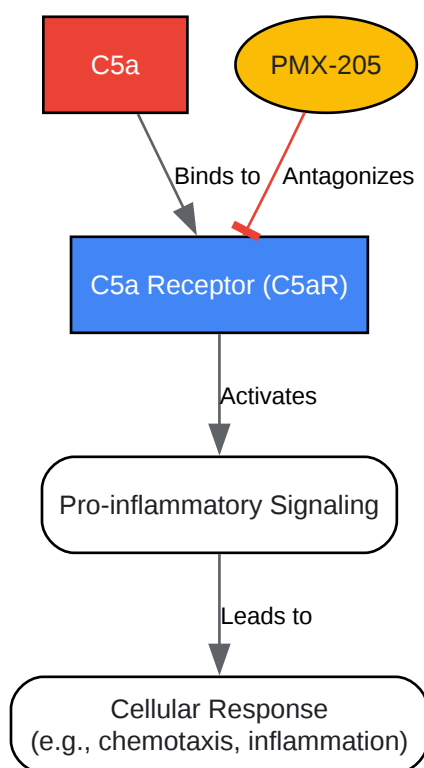 C5a
PMX-205
Binds to
Antagonizes
C5a Receptor (C5aR)
Activates
Pro-inflammatory Signaling
Leads to
Cellular Response
(e.g., chemotaxis, inflammation)